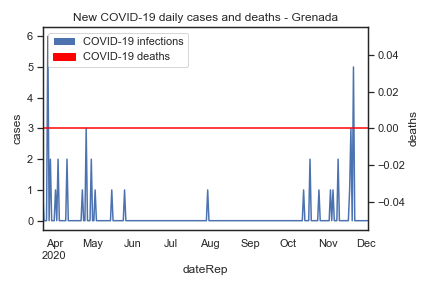 New COVID-19 daily cases and deaths - Grenada
COVID-19 infections
COVID-19 deaths
cases
6
5
4
3
2
1
0
deaths
0.04
0.02
0.00
−0.02
−0.04
Apr May Jun Jul Aug Sep Oct Nov Dec
2020
dateRep